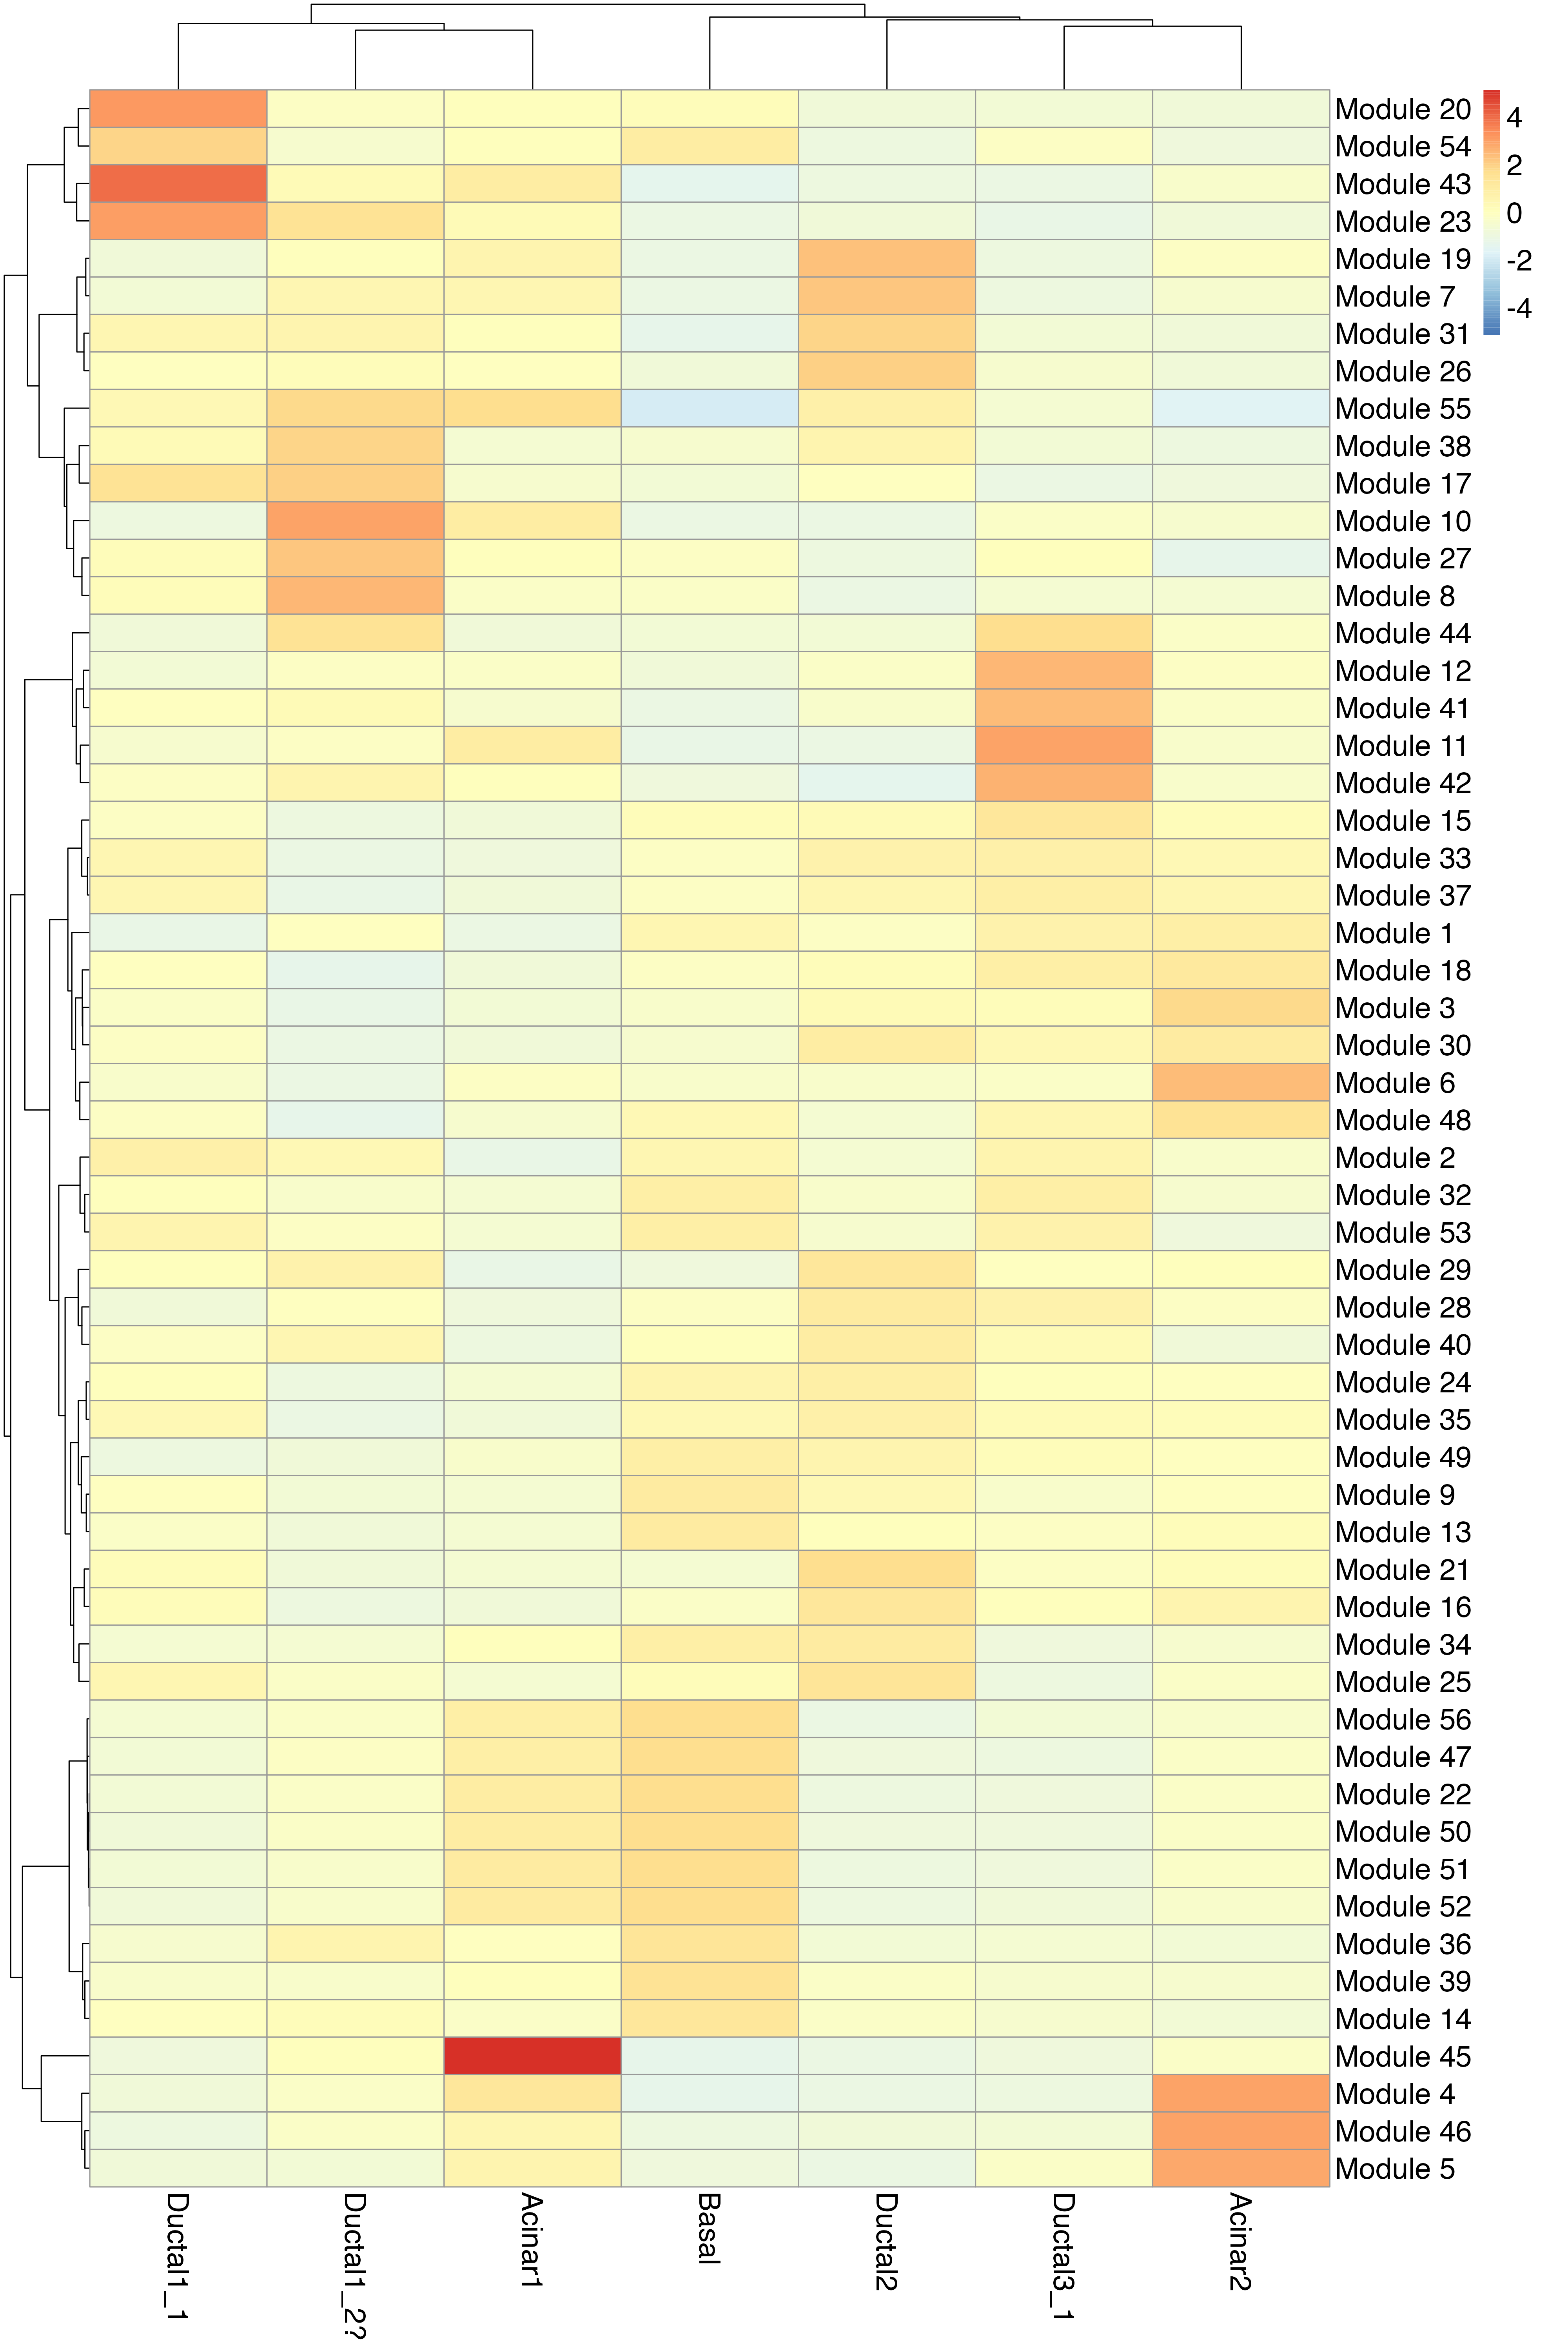 Module 20
Module 54
Module 43
Module 23
Module 19
Module 7
Module 31
Module 26
Module 55
Module 38
Module 17
Module 10
Module 27
Module 8
Module 44
Module 12
Module 41
Module 11
Module 42
Module 15
Module 33
Module 37
Module 1
Module 18
Module 3
Module 30
Module 6
Module 48
Module 2
Module 32
Module 53
Module 29
Module 28
Module 40
Module 24
Module 35
Module 49
Module 9
Module 13
Module 21
Module 16
Module 34
Module 25
Module 56
Module 47
Module 22
Module 50
Module 51
Module 52
Module 36
Module 39
Module 14
Module 45
Module 4
Module 46
Module 5
4
2
0
-2
-4
Ductal1_1
Ductal1_2??
Acinar1
Basal
Ductal2
Ductal3_1
Acinar2